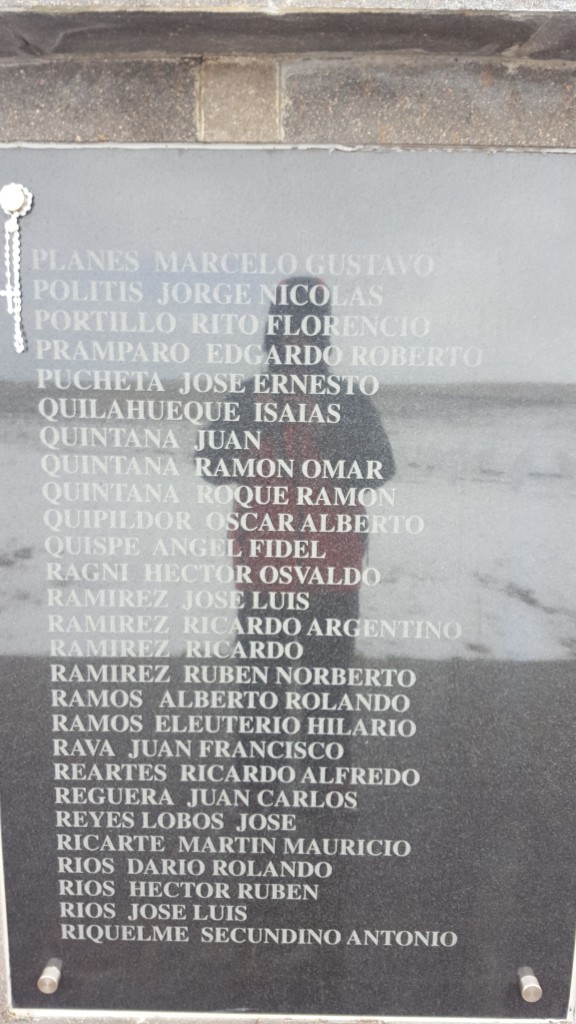 PLANES MARCELO GUSTAVO
POLITIS JORGE NICOLAS
PORTILLO RITO FLORENCIO
PRAMPARO EDGARDO ROBERTO
PUCHETA JOSE ERNESTO
QUILAHUEQUE ISAIAS
QUINTANA JUAN
QUINTANA RAMON OMAR
QUINTANA ROQUE RAMON
QUIPILDOR OSCAR ALBERTO
QUISPE ANGEL FIDEL
RAGNI HECTOR OSVALDO
RAMIREZ JOSE LUIS
RAMIREZ RICARDO ARGENTINO
RAMIREZ RICARDO
RAMIREZ RUBEN NORBERTO
RAMOS ALBERTO ROLANDO
RAMOS ELEUTERIO HILARIO
RAVA JUAN FRANCISCO
REARTES RICARDO ALFREDO
REGUERA JUAN CARLOS
REYES LOBOS JOSE
RICARTE MARTIN MAURICIO
RIOS DARIO ROLANDO
RIOS HECTOR RUBEN
RIOS JOSE LUIS
RIQUELME SECUNDINO ANTONIO